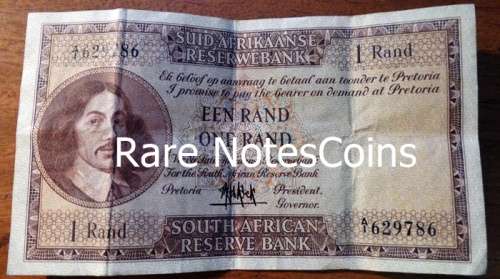 SUID-AFRIKAANSE
RESERWEBANK
A/1 629786
1 Rand
Ek beloof op aanvraag te betaal aan toonder te Pretoria
I promise to pay the Bearer on demand at Pretoria
EEN RAND
ONE RAND
Rare NotesCoins
For the South African Reserve Bank
Pretoria
President.
Governor.
1 Rand
SOUTH AFRICAN
RESERVE BANK
A/1 629786